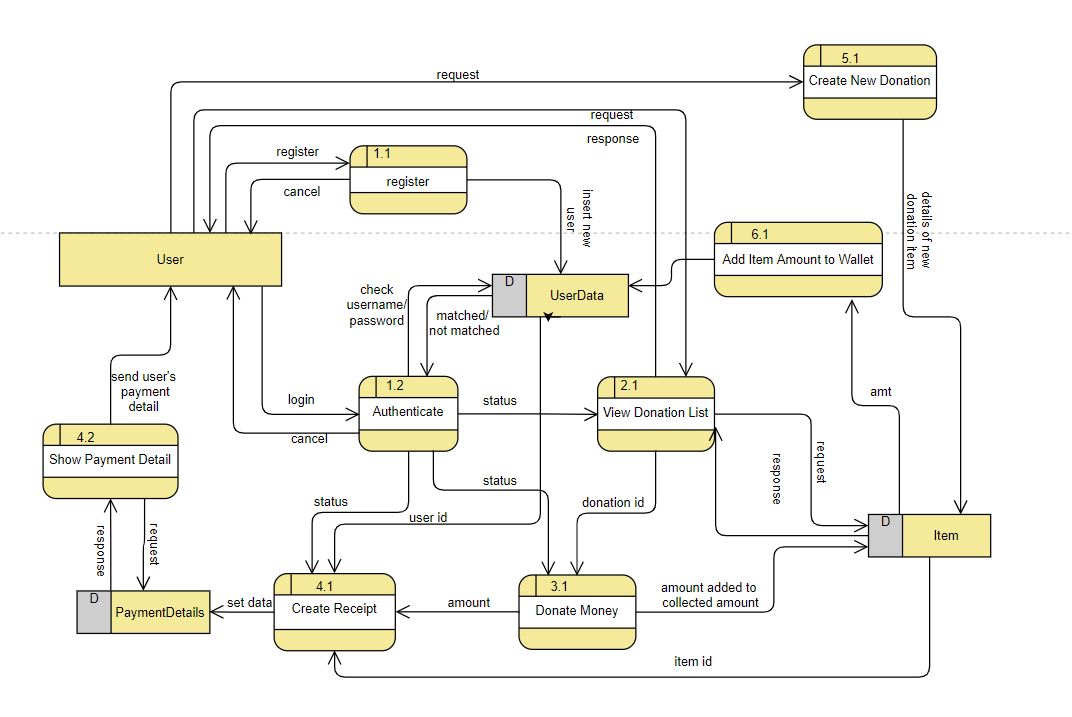 5.1
Create New Donation
request
request
response
register
1.1
register
cancel
insert new
user
details of new
donation item
6.1
Add Item Amount to Wallet
User
D
UserData
check
username/
password
matched/
not matched
send user's
payment
detail
1.2
Authenticate
login
cancel
status
2.1
View Donation List
amt
4.2
Show Payment Detail
request
response
status
status
user id
donation id
D
Item
response
request
D
PaymentDetails
set data
4.1
Create Receipt
amount
3.1
Donate Money
amount added to
collected amount
item id